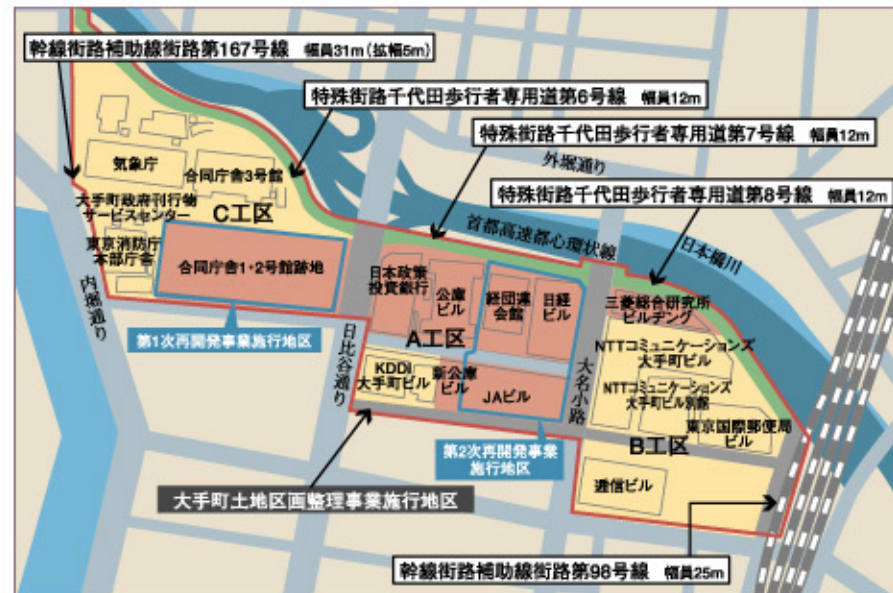 幹線街路補助線街路第167号線 幅員31m(拡幅5m)
特殊街路千代田歩行者専用道第6号線 幅員12m
特殊街路千代田歩行者専用道第7号線 幅員12m
外堀通り
特殊街路千代田歩行者専用道第8号線 幅員12m
気象庁
合同庁舎3号館
大手町政府刊行物
サービスセンター
C工区
東京消防庁
本部庁舎
合同庁舎1・2号館跡地
内堀通り
第1次再開発事業施行地区
首都高速都心環状線
日本橋川
日本政策
投資銀行
公庫
ビル
経団連
会館
日経
ビル
三菱総合研究所
ビルヂング
A工区
NTTコミュニケーションズ
大手町ビル
日比谷通り
KDDI
大手町ビル
新公庫
ビル
JAビル
大名小路
NTTコミュニケーションズ
大手町ビル別館
東京国際郵便局
ビル
B工区
第2次再開発事業
施行地区
逓信ビル
大手町土地区画整理事業施行地区
幹線街路補助線街路第98号線 幅員25m